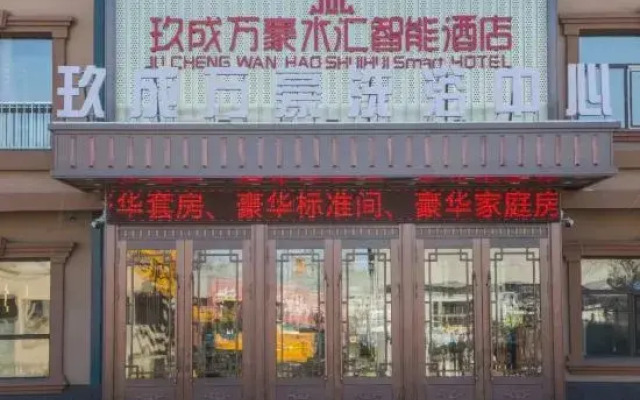 玖成万豪水汇智能酒店
JIU CHENG WAN HAO SHUIHUI Smart HOTEL
玖成万豪洗浴中心
华套房、豪华标准间、豪华家庭房